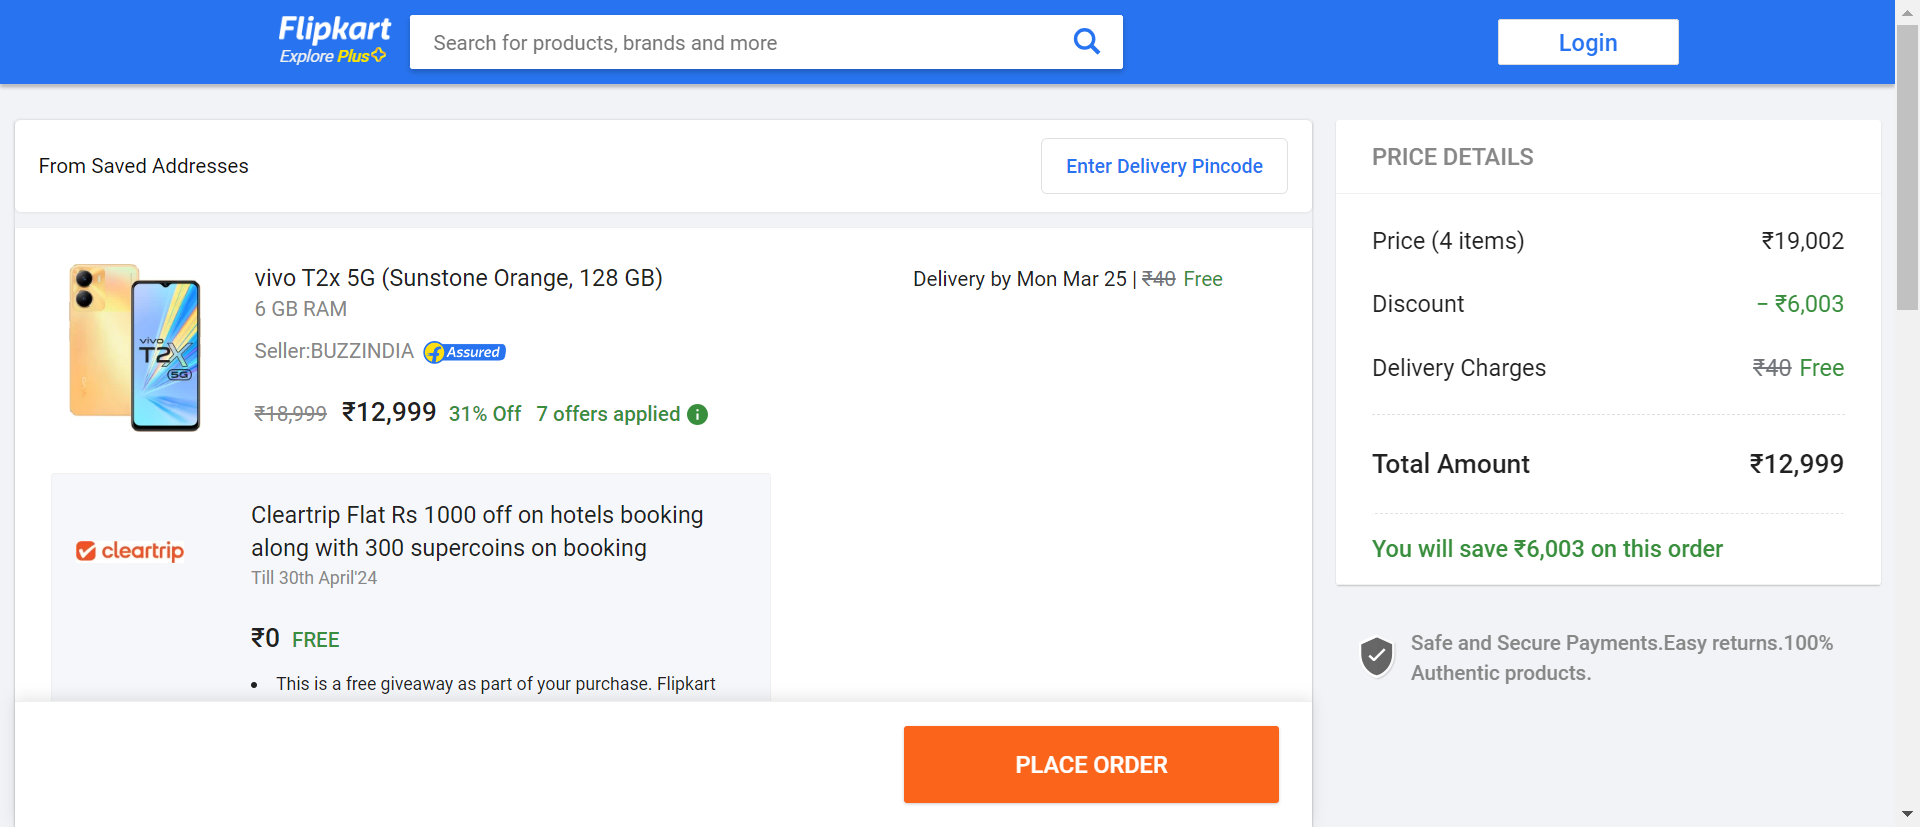 Flipkart
Explore Plus
Search for products, brands and more
Login
From Saved Addresses
Enter Delivery Pincode
vivo T2x 5G (Sunstone Orange, 128 GB)
6 GB RAM
Seller:BUZZINDIA
Assured
₹18,999 ₹12,999 31% Off 7 offers applied
vivo
T2X
5G
Delivery by Mon Mar 25 | ₹40 Free
cleartrip
Cleartrip Flat Rs 1000 off on hotels booking
along with 300 supercoins on booking
Till 30th April'24
₹0 FREE
• This is a free giveaway as part of your purchase. Flipkart
PLACE ORDER
PRICE DETAILS
Price (4 items) ₹19,002
Discount − ₹6,003
Delivery Charges ₹40 Free
Total Amount ₹12,999
You will save ₹6,003 on this order
Safe and Secure Payments.Easy returns.100%
Authentic products.